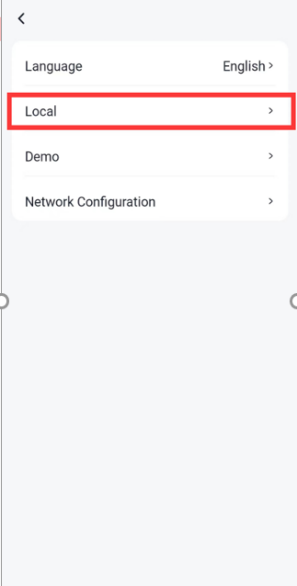 Language English
Local
Demo
Network Configuration